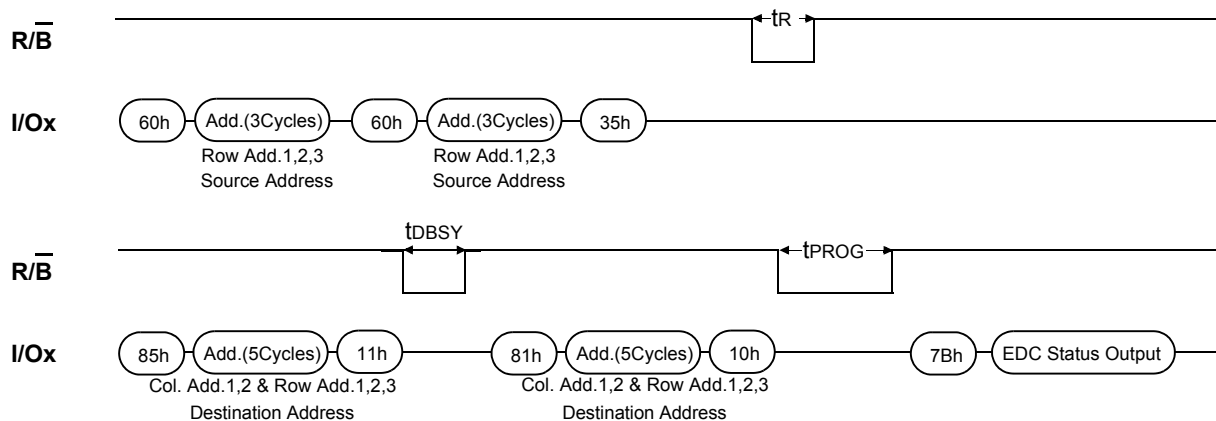 tR
R/B
I/Ox 60h Add.(3Cycles) 60h Add.(3Cycles) 35h
Row Add.1,2,3 Row Add.1,2,3
Source Address Source Address
tDBSY
R/B tPROG
I/Ox 85h Add.(5Cycles) 11h 81h Add.(5Cycles) 10h 7Bh EDC Status Output
Col. Add.1,2 & Row Add.1,2,3 Col. Add.1,2 & Row Add.1,2,3
Destination Address Destination Address